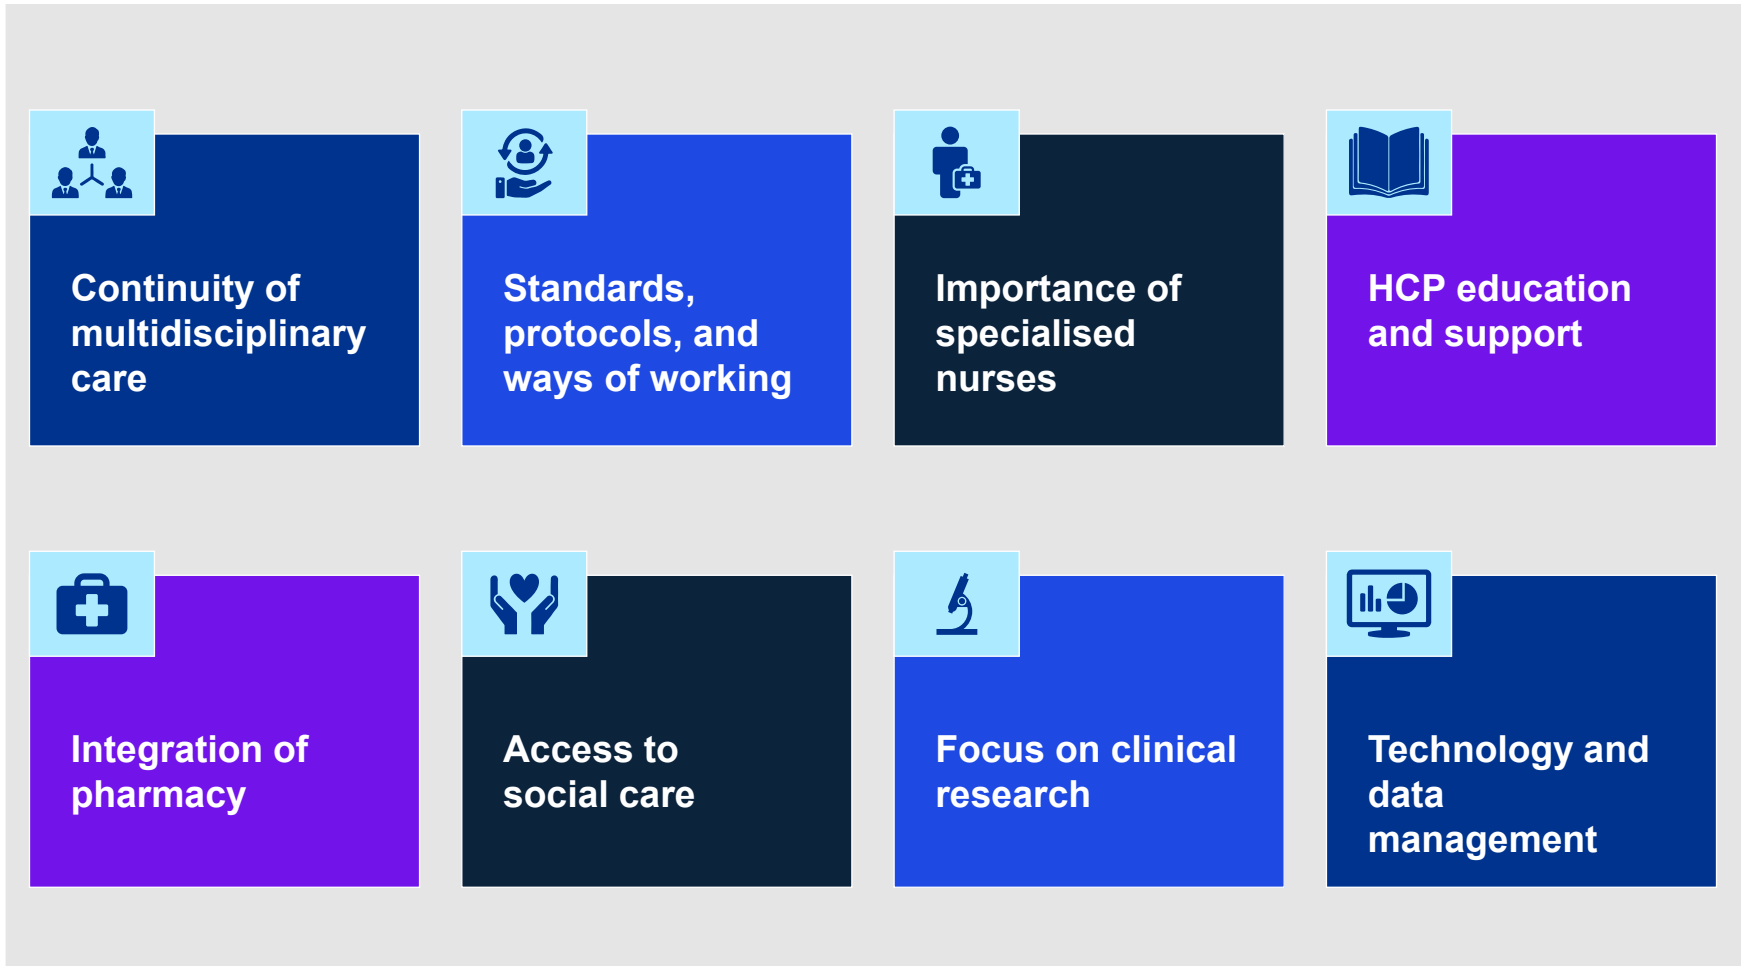 Continuity of
multidisciplinary
care
Standards,
protocols, and
ways of working
Importance of
specialised
nurses
HCP education
and support
Integration of
pharmacy
Access to
social care
Focus on clinical
research
Technology and
data
management